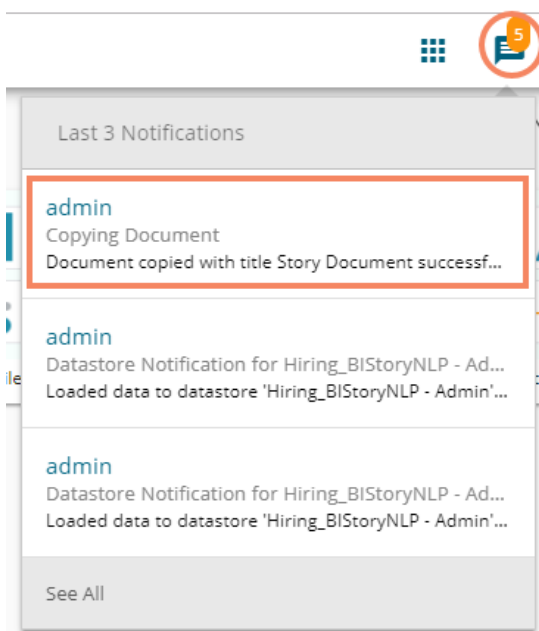 5
Last 3 Notifications
admin
Copying Document
Document copied with title Story Document successf...
admin
Datastore Notification for Hiring_BIStoryNLP - Ad...
Loaded data to datastore 'Hiring_BIStoryNLP - Admin'...
admin
Datastore Notification for Hiring_BIStoryNLP - Ad...
Loaded data to datastore 'Hiring_BIStoryNLP - Admin'...
See All